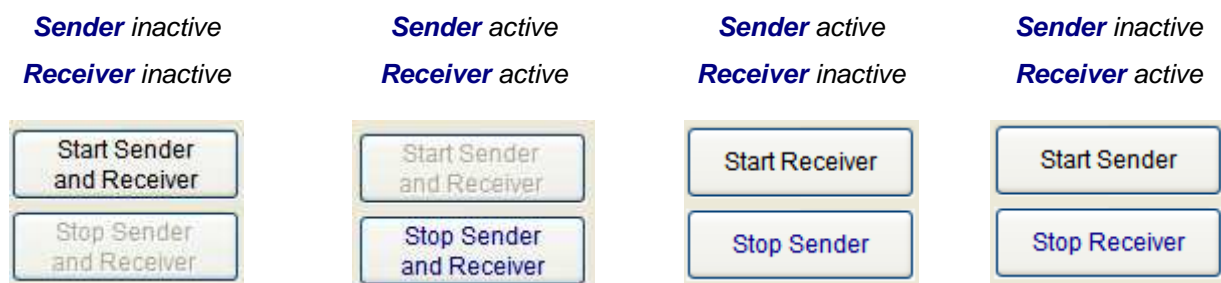 Sender inactive
Receiver inactive
Start Sender
and Receiver
Stop Sender
and Receiver
Sender active
Receiver active
Start Sender
and Receiver
Stop Sender
and Receiver
Sender active
Receiver inactive
Start Receiver
Stop Sender
Sender inactive
Receiver active
Start Sender
Stop Receiver